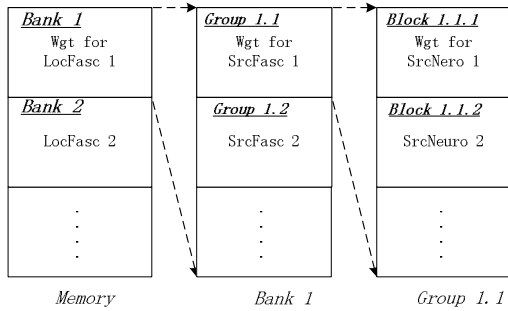 Bank 1
Wgt for
LocFasc 1
Bank 2
LocFasc 2
Memory
Group 1.1
Wgt for
SrcFasc 1
Group 1.2
SrcFasc 2
Bank 1
Block 1.1.1
Wgt for
SrcNero 1
Block 1.1.2
SrcNeuro 2
Group 1.1